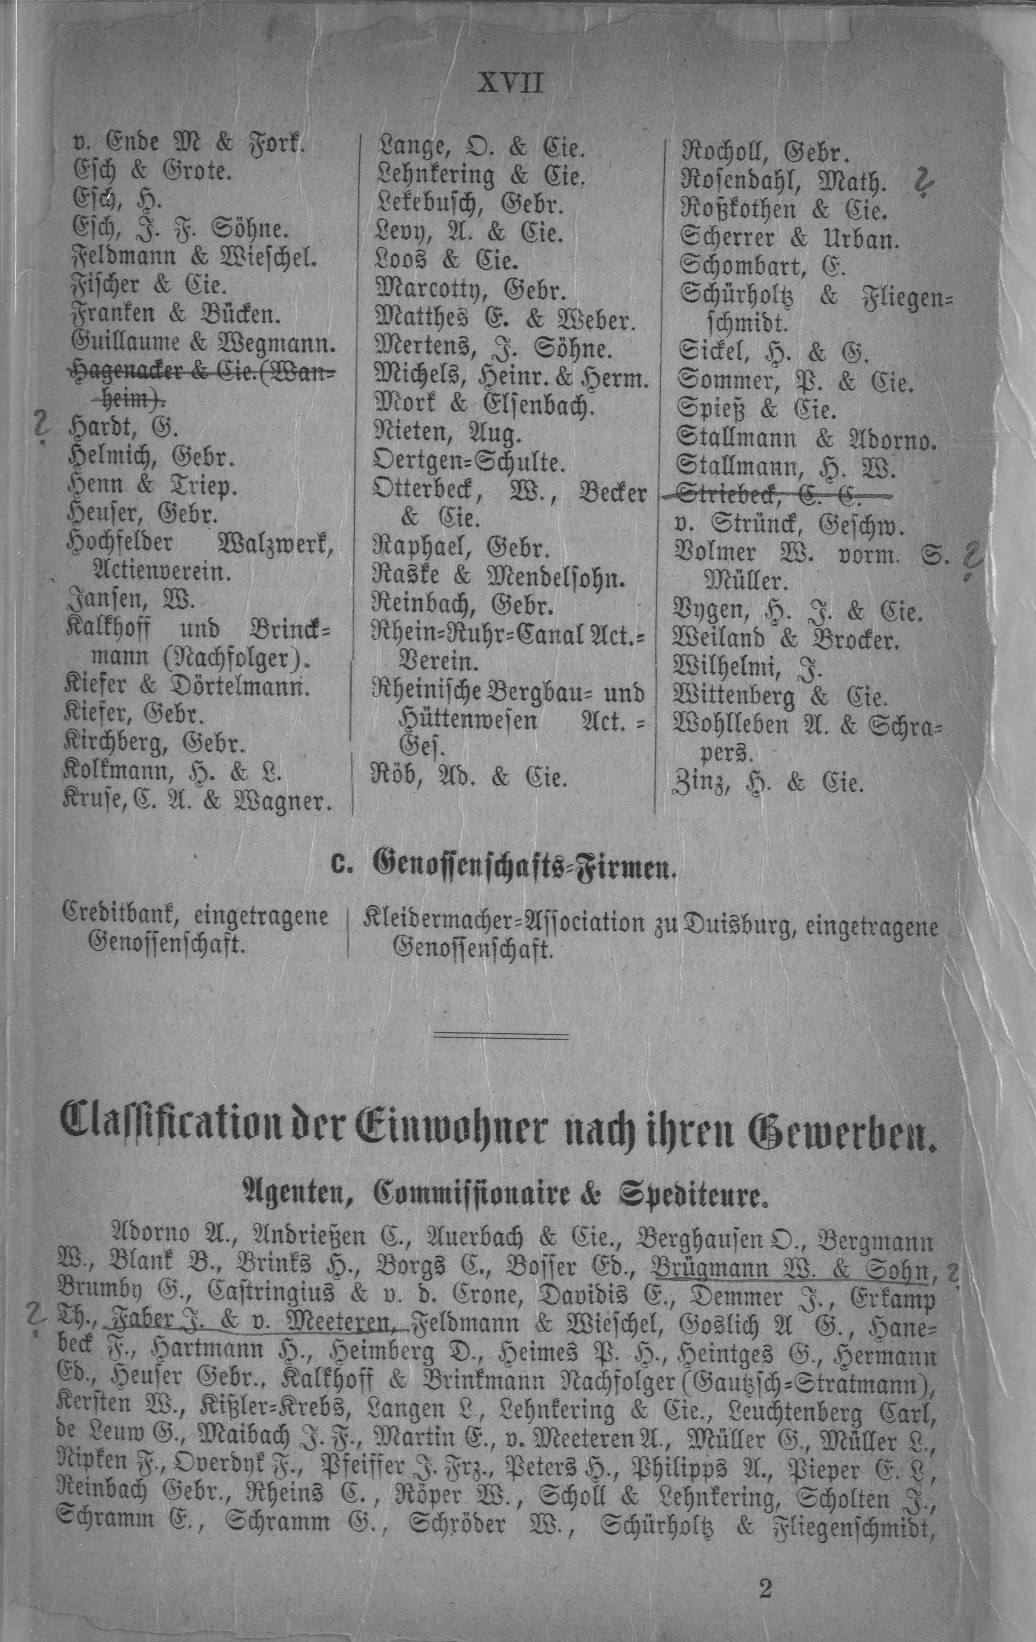 XVII
v. Ende M & Fork.
Esch & Grote.
Esch, H.
Esch, J. F. Söhne.
Feldmann & Wieschel.
Fischer & Cie.
Franken & Bücken.
Guillaume & Wegmann.
Hagenacker & Cie. (Wan-
heim).
? Hardt, G.
Helmich, Gebr.
Henn & Triep.
Heuser, Gebr.
Hochfelder Walzwerk,
Actienverein.
Jansen, W.
Kalkhoff und Brinck-
mann (Nachfolger).
Kiefer & Dörtelmann.
Kiefer, Gebr.
Kirchberg, Gebr.
Kolkmann, H. & L.
Kruse, C. A. & Wagner.
Lange, O. & Cie.
Lehnkering & Cie.
Lekebusch, Gebr.
Levy, A. & Cie.
Loos & Cie.
Marcotty, Gebr.
Matthes E. & Weber.
Mertens, J. Söhne.
Michels, Heinr. & Herm.
Mork & Elsenbach.
Nieten, Aug.
Oertgen-Schulte.
Otterbeck, W., Becker
& Cie.
Raphael, Gebr.
Raske & Mendelsohn.
Reinbach, Gebr.
Rhein-Ruhr-Canal Act.-
Verein.
Rheinische Bergbau- und
Hüttenwesen Act. -
Ges.
Röb, Ad. & Cie.
Rocholl, Gebr.
Rosendahl, Math. ?
Roßkothen & Cie.
Scherrer & Urban.
Schombart, E.
Schürholtz & Fliegen-
schmidt.
Sickel, H. & G.
Sommer, P. & Cie.
Spieß & Cie.
Stallmann & Adorno.
Stallmann, H. W.
Striebeck, C. C.
v. Strünck, Geschw.
Volmer W. vorm. S. ?
Müller.
Vygen, H. J. & Cie.
Weiland & Brocker.
Wilhelmi, J.
Wittenberg & Cie.
Wohlleben A. & Schra-
pers.
Zinz, H. & Cie.
c. Genossenschafts-Firmen.
Creditbank, eingetragene
Genossenschaft.
Kleidermacher-Association zu Duisburg, eingetragene
Genossenschaft.
Classification der Einwohner nach ihren Gewerben.
Agenten, Commissionaire & Spediteure.
Adorno A., Andrießen C., Auerbach & Cie., Berghausen O., Bergmann
W., Blank B., Brinks H., Borgs C., Bosser Ed., Brügmann W. & Sohn, ?
Brumby G., Castringius & v. d. Crone, Davidis E., Demmer J., Erkamp
? Th., Faber J. & v. Meeteren, Feldmann & Wieschel, Goslich A G., Hane-
beck F., Hartmann H., Heimberg D., Heimes P. H., Heintges G., Hermann
Ed., Heuser Gebr., Kalkhoff & Brinkmann Nachfolger (Gautzsch-Stratmann),
Kersten W., Kißler-Krebs, Langen L., Lehnkering & Cie., Leuchtenberg Carl,
de Leuw G., Maibach J. F., Martin E., v. Meeteren A., Müller G., Müller L.,
Nipken F., Overdyk F., Pfeiffer J. Frz., Peters H., Philipps A., Pieper E. L,
Reinbach Gebr., Rheins C., Röper W., Scholl & Lehnkering, Scholten J.,
Schramm E., Schramm G., Schröder W., Schürholtz & Fliegenschmidt,
2